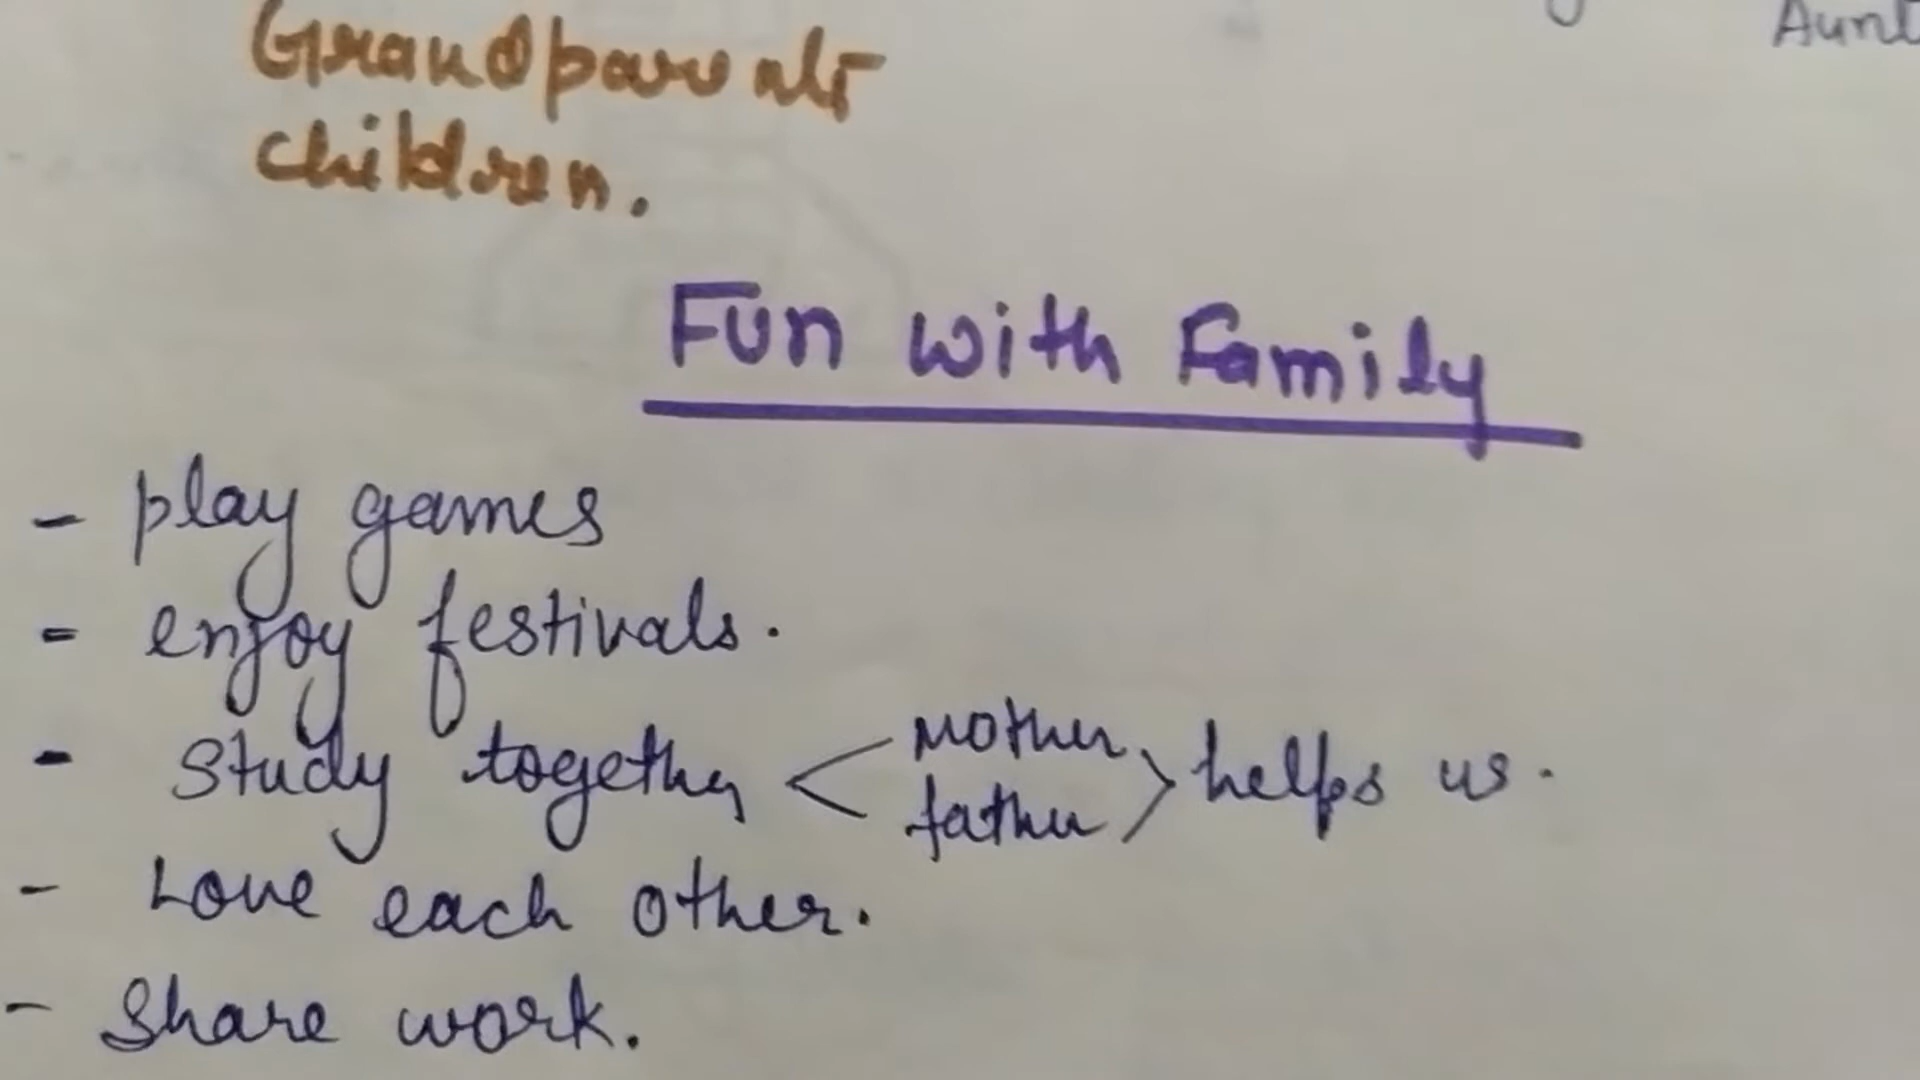 Aunt
Grandparents
children.
Fun with Family
- play games
- enjoy festivals.
- study together < mother, father > helps us.
- Love each other.
- Share work.